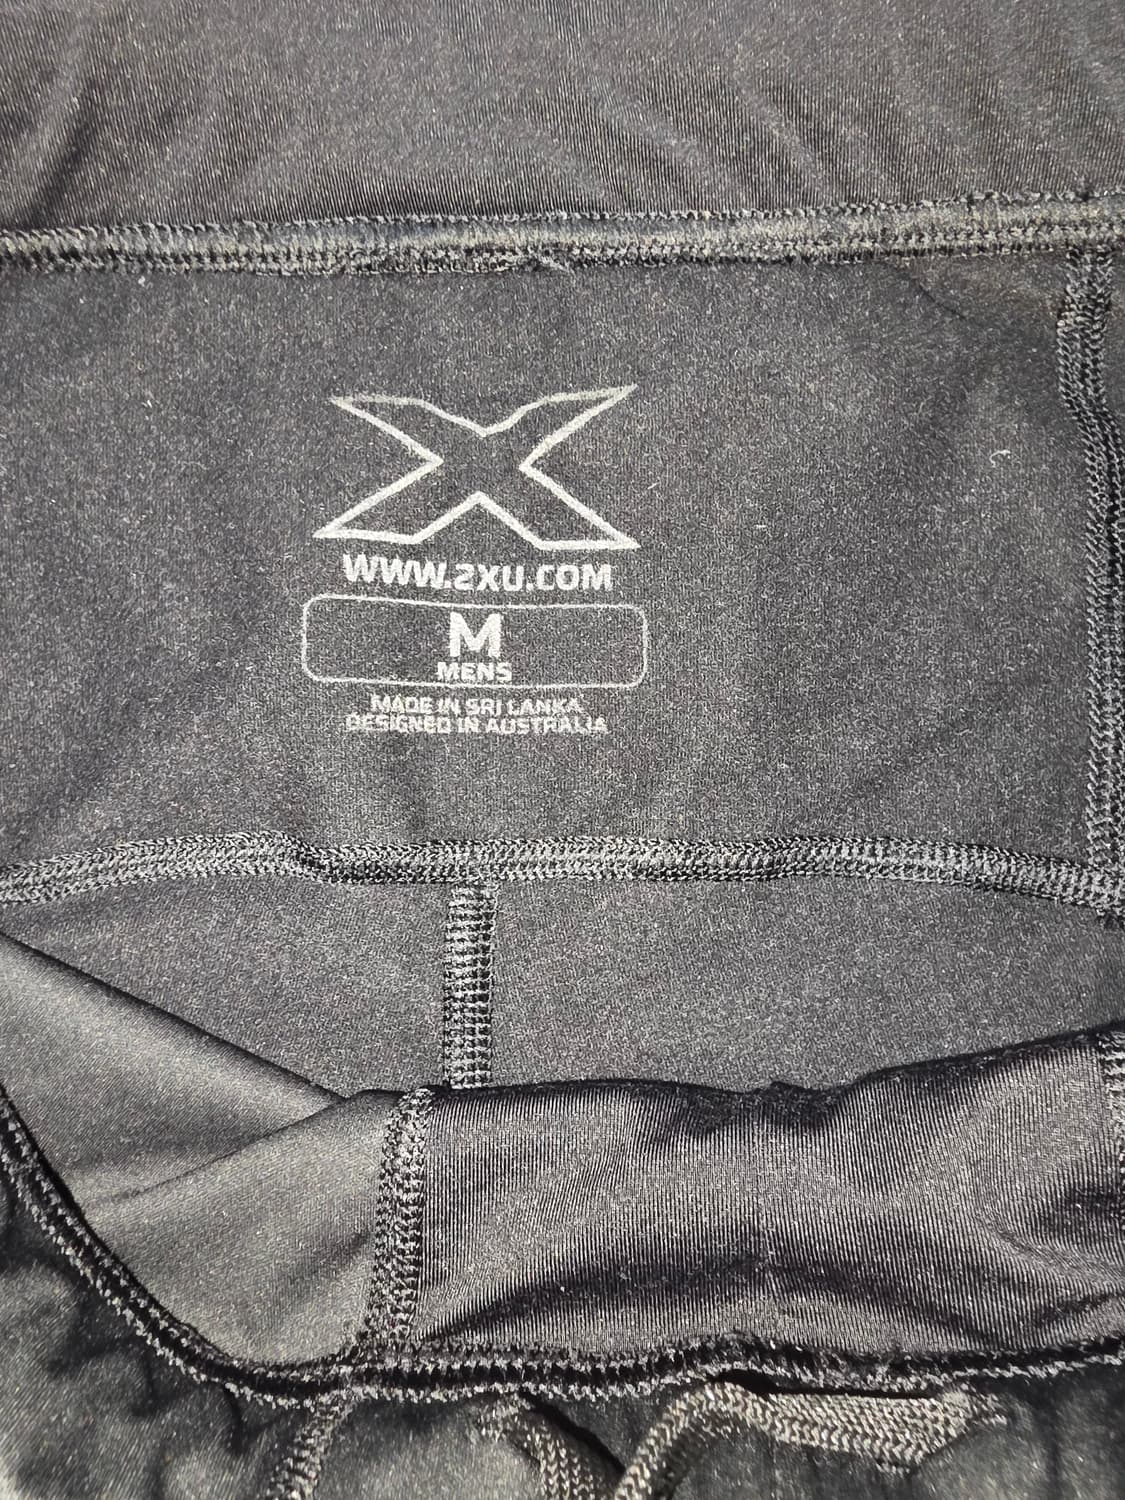 X
WWW.2XU.COM
M
MENS
MADE IN SRI LANKA
DESIGNED IN AUSTRALIA